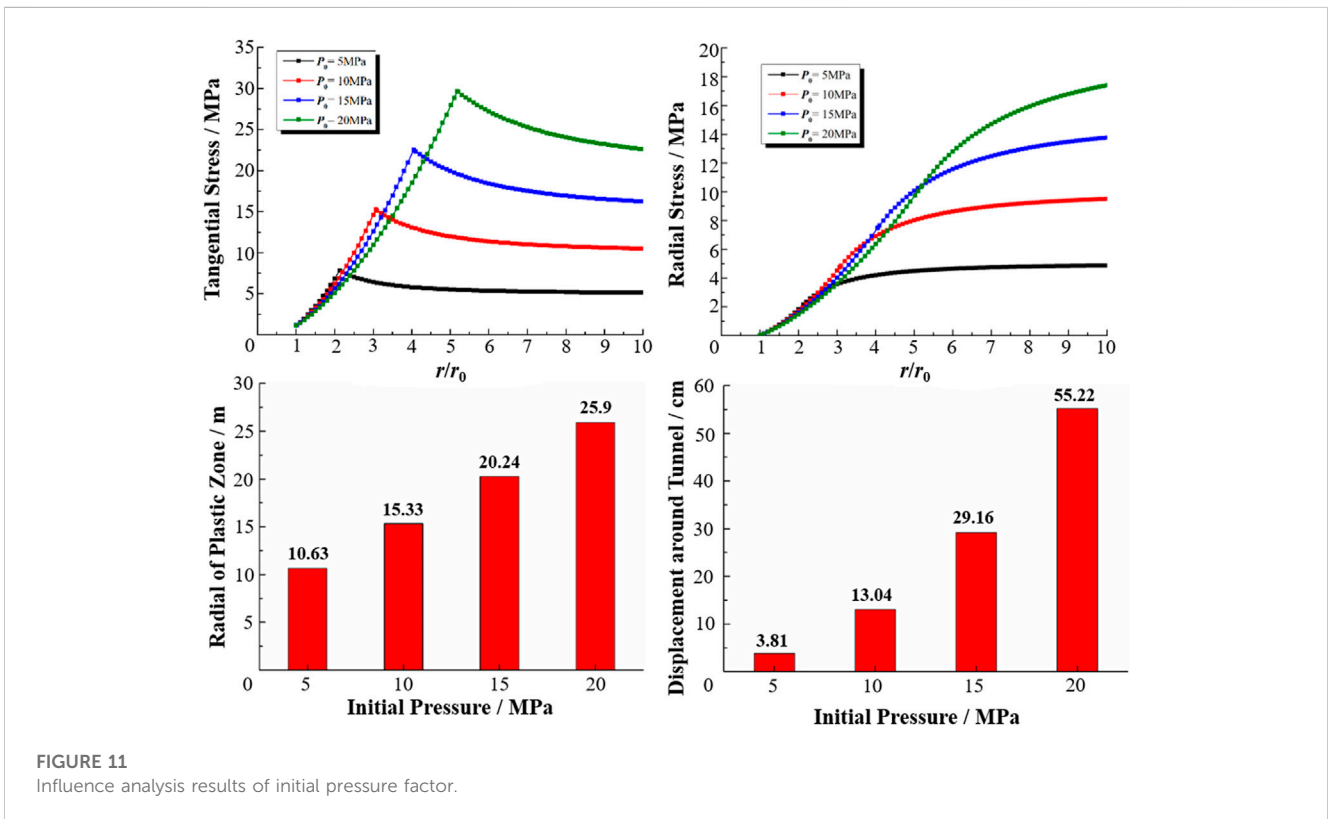 35
30
25
20
15
10
5
0
Tangential Stress / MPa
P₀= 5MPa
P₀= 10MPa
P₀– 15MPa
P₀– 20MPa
1 2 3 4 5 6 7 8 9 10
r/r₀
20
18
16
14
12
10
8
6
4
2
0
Radial Stress / MPa
P₀= 5MPa
P₀= 10MPa
P₀= 15MPa
P₀= 20MPa
1 2 3 4 5 6 7 8 9 10
r/r₀
30
25
20
15
10
5
0
Radial of Plastic Zone / m
10.63
15.33
20.24
25.9
5 10 15 20
Initial Pressure / MPa
60
50
40
30
20
10
0
Displacement around Tunnel / cm
3.81
13.04
29.16
55.22
5 10 15 20
Initial Pressure / MPa
FIGURE 11
Influence analysis results of initial pressure factor.